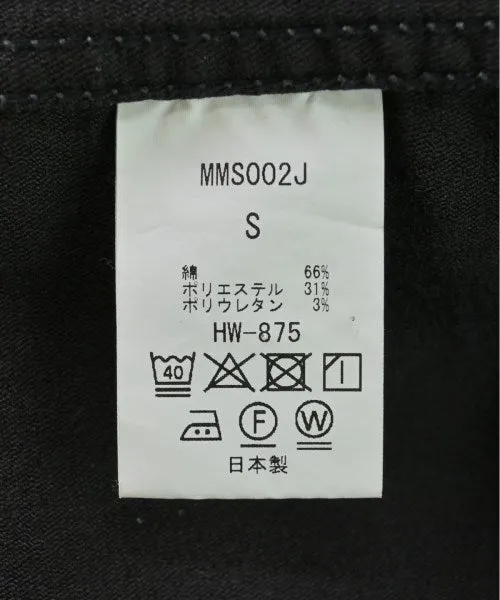 MMS002J
S
綿 66%
ポリエステル 31%
ポリウレタン 3%
HW-875
40
F W
日本製